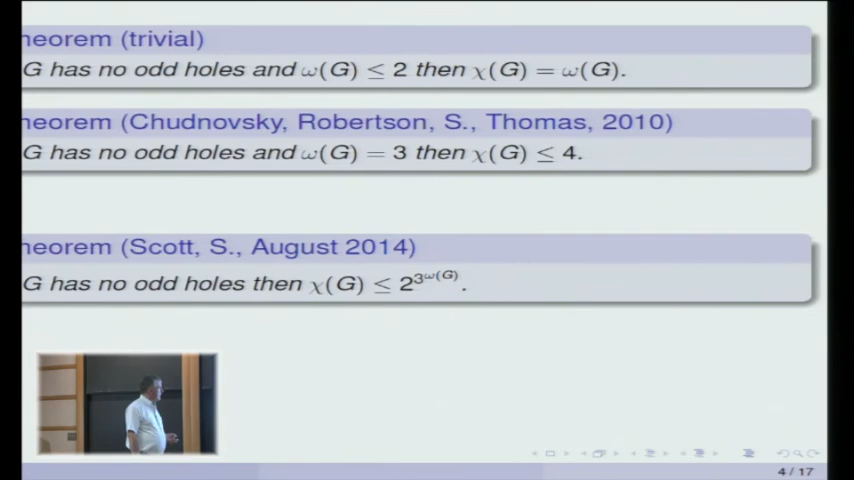 heorem (trivial)
G has no odd holes and ω(G) ≤ 2 then χ(G) = ω(G).
heorem (Chudnovsky, Robertson, S., Thomas, 2010)
G has no odd holes and ω(G) = 3 then χ(G) ≤ 4.
heorem (Scott, S., August 2014)
G has no odd holes then χ(G) ≤ 2^{3^{ω(G)}}.
4 / 17